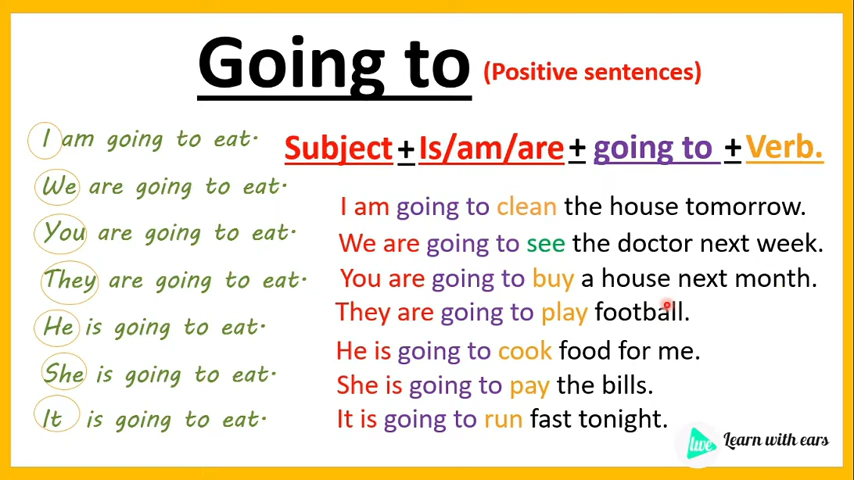 Going to (Positive sentences)
I am going to eat.
We are going to eat.
You are going to eat.
They are going to eat.
He is going to eat.
She is going to eat.
It is going to eat.
Subject + Is/am/are + going to + Verb.
I am going to clean the house tomorrow.
We are going to see the doctor next week.
You are going to buy a house next month.
They are going to play football.
He is going to cook food for me.
She is going to pay the bills.
It is going to run fast tonight.
live Learn with ears